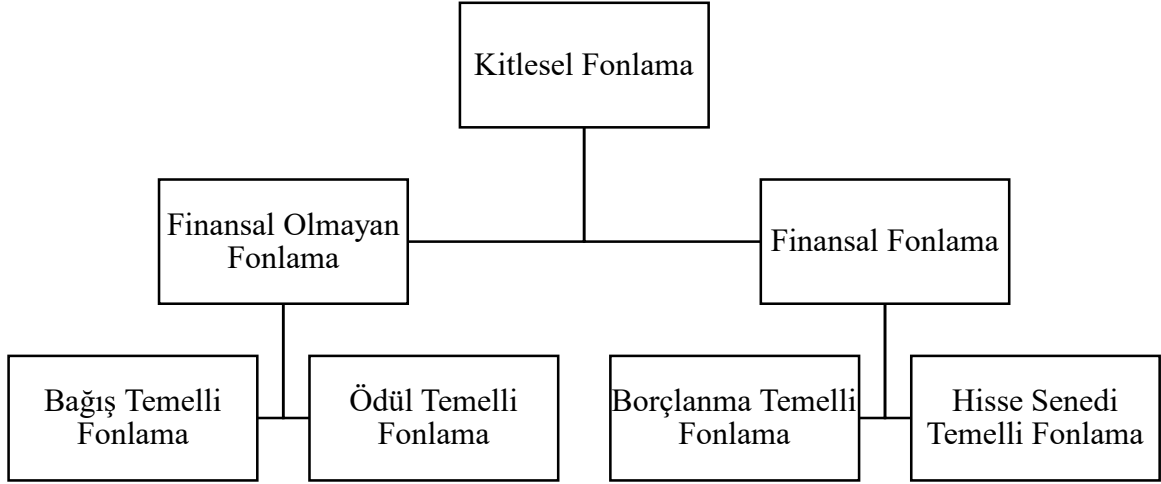 Kitlesel Fonlama
Finansal Olmayan
Fonlama
Finansal Fonlama
Bağış Temelli
Fonlama
Ödül Temelli
Fonlama
Borçlanma Temelli
Fonlama
Hisse Senedi
Temelli Fonlama